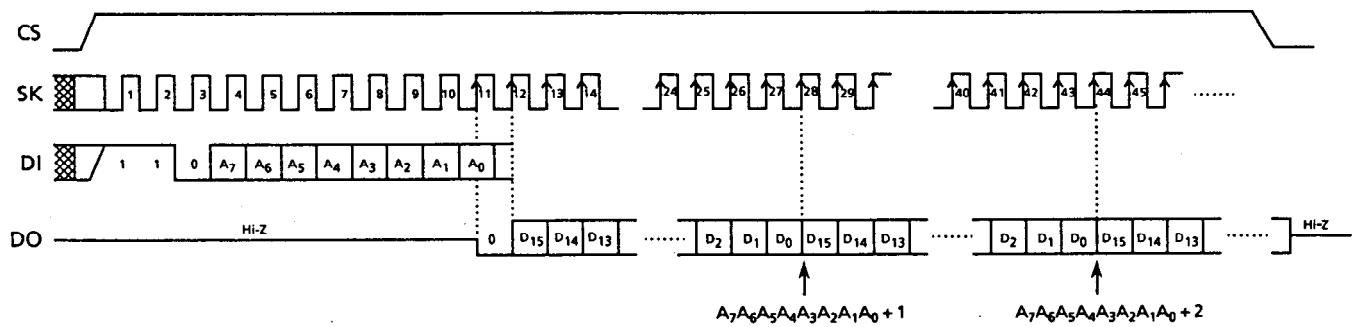 CS
SK 1 2 3 4 5 6 7 8 9 10 11 12 13 14 24 25 26 27 28 29 40 41 42 43 44 45 ......
DI 1 1 0 A7 A6 A5 A4 A3 A2 A1 A0
DO Hi-Z 0 D15 D14 D13 ...... D2 D1 D0 D15 D14 D13 ...... D2 D1 D0 D15 D14 D13 ...... Hi-Z
A7A6A5A4A3A2A1A0 + 1 A7A6A5A4A3A2A1A0 + 2